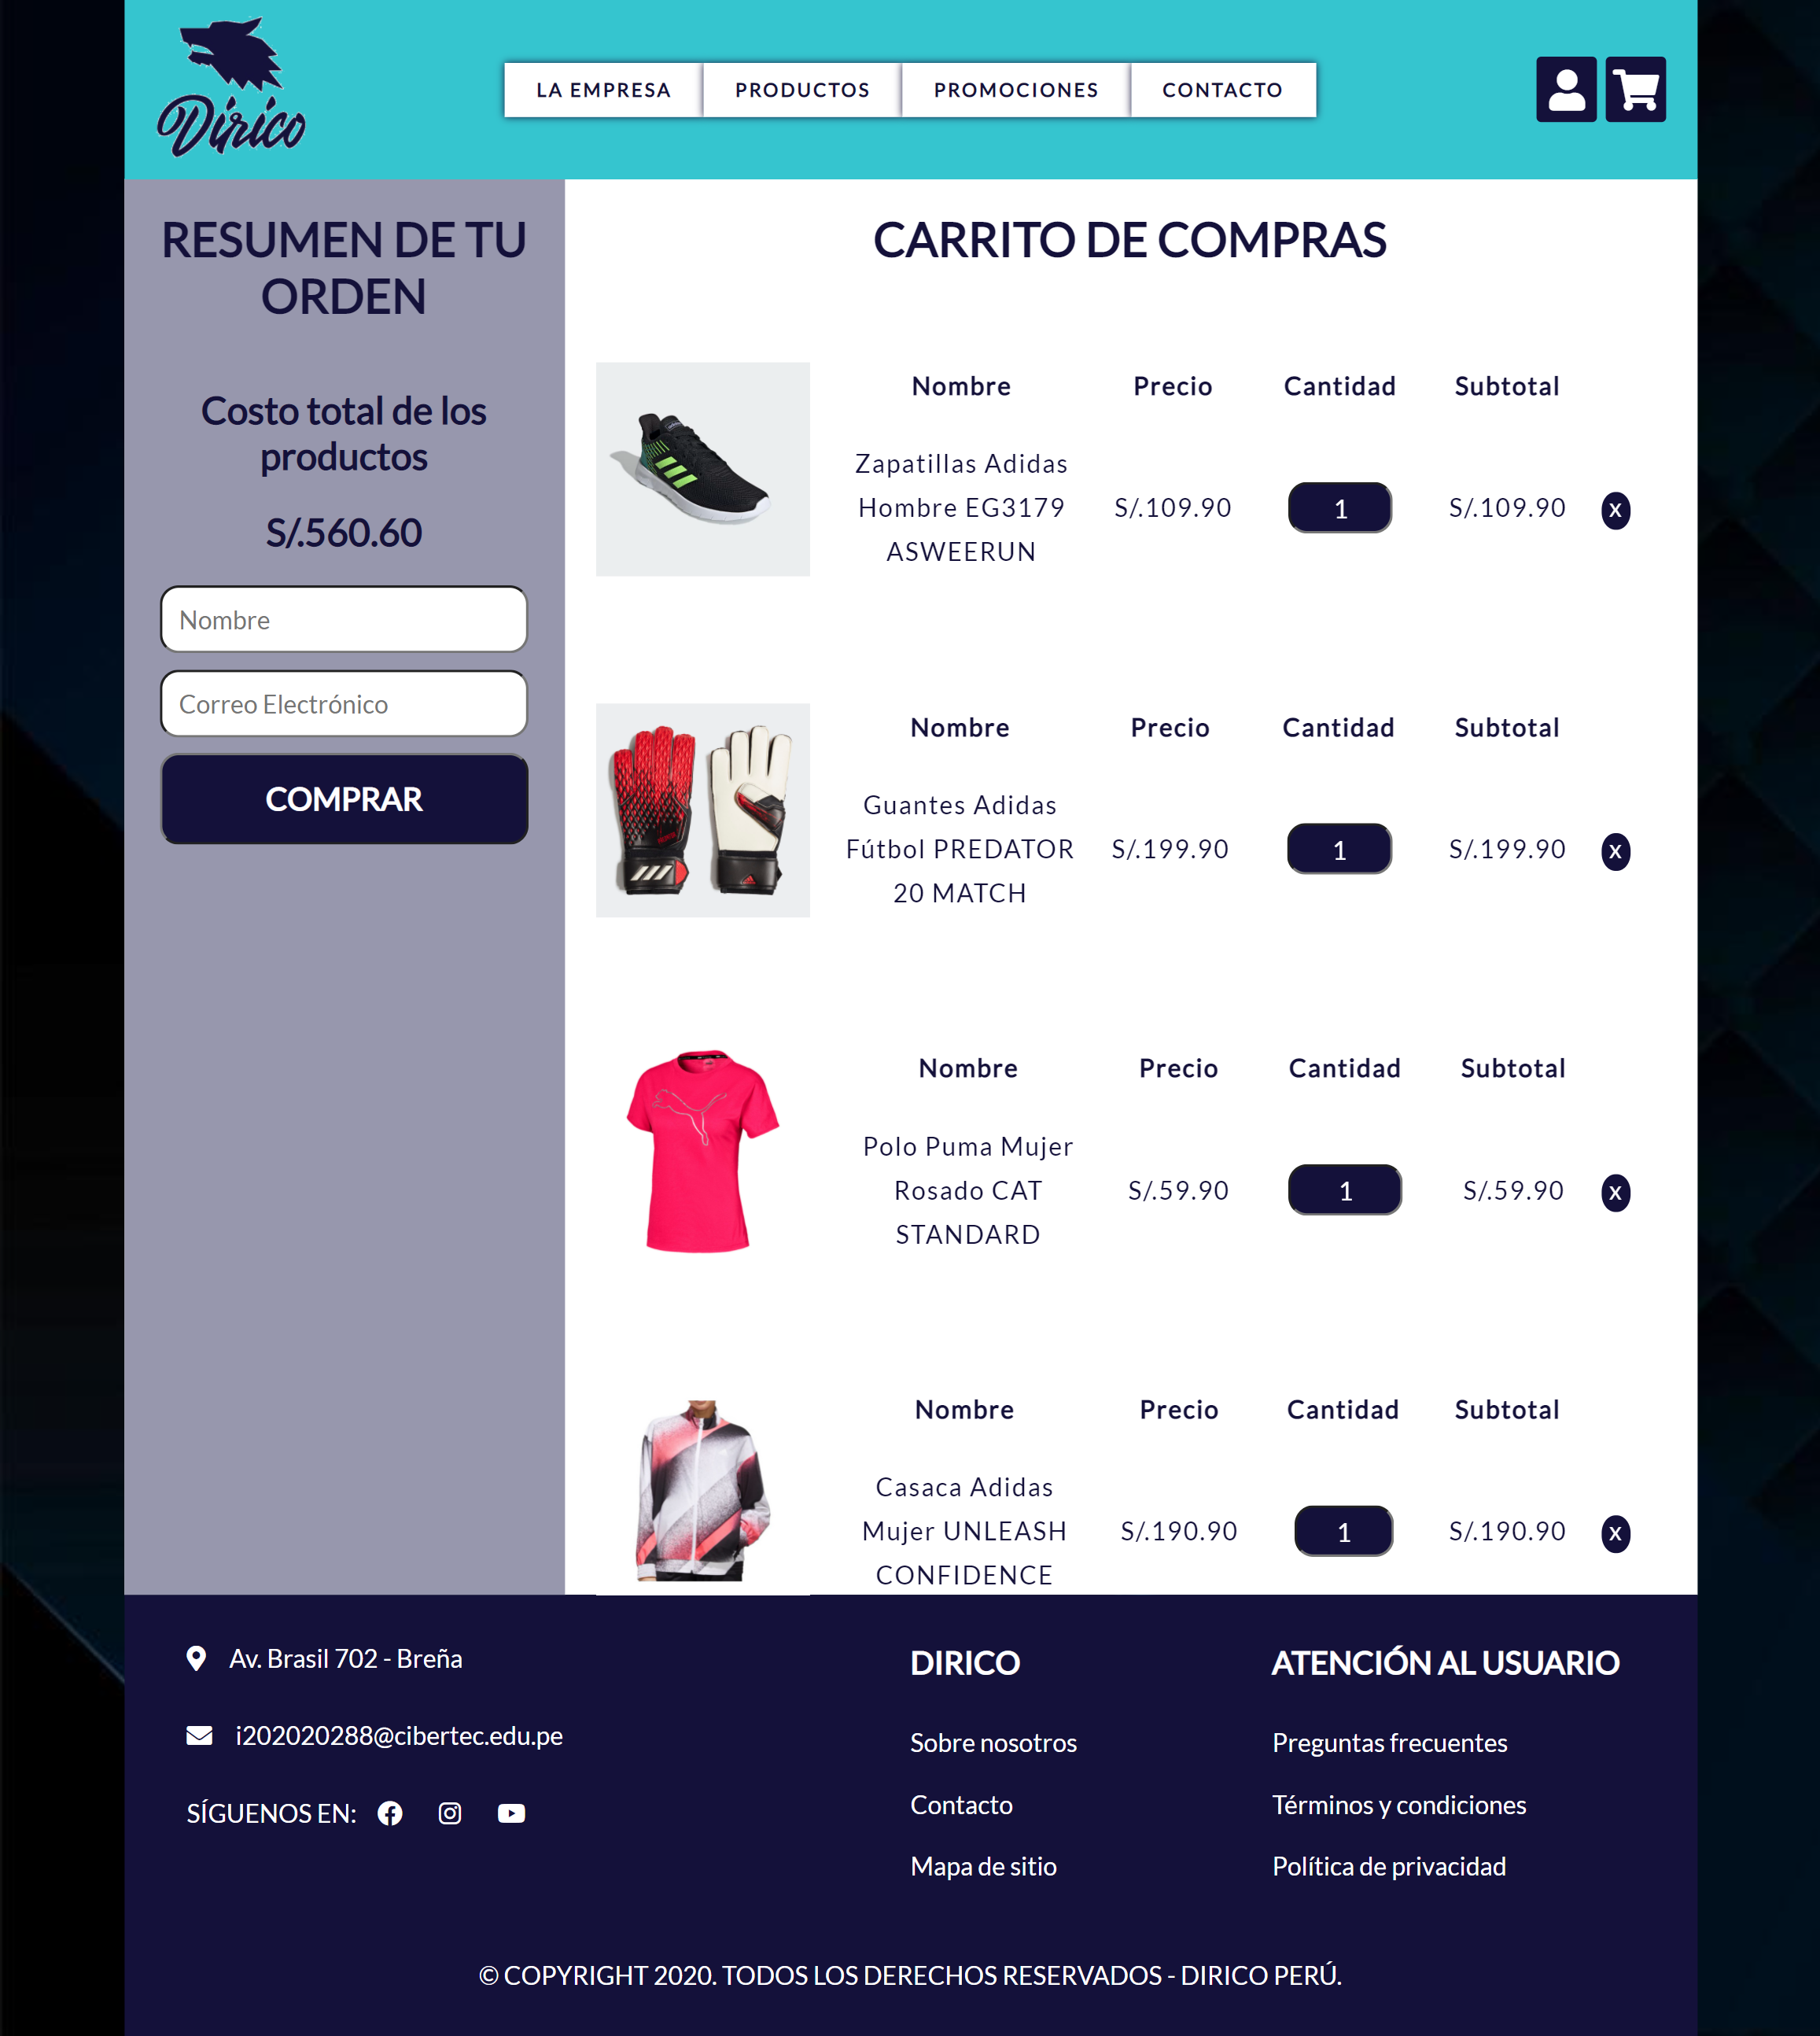 Dirico
LA EMPRESA
PRODUCTOS
PROMOCIONES
CONTACTO
RESUMEN DE TU
ORDEN
Costo total de los
productos
S/.560.60
Nombre
Correo Electrónico
COMPRAR
CARRITO DE COMPRAS
Nombre Precio Cantidad Subtotal
Zapatillas Adidas
Hombre EG3179
ASWEERUN
S/.109.90 1 S/.109.90 X
Nombre Precio Cantidad Subtotal
Guantes Adidas
Fútbol PREDATOR
20 MATCH
S/.199.90 1 S/.199.90 X
Nombre Precio Cantidad Subtotal
Polo Puma Mujer
Rosado CAT
STANDARD
S/.59.90 1 S/.59.90 X
Nombre Precio Cantidad Subtotal
Casaca Adidas
Mujer UNLEASH
CONFIDENCE
S/.190.90 1 S/.190.90 X
Av. Brasil 702 - Breña
i202020288@cibertec.edu.pe
SÍGUENOS EN:
DIRICO
Sobre nosotros
Contacto
Mapa de sitio
ATENCIÓN AL USUARIO
Preguntas frecuentes
Términos y condiciones
Política de privacidad
© COPYRIGHT 2020. TODOS LOS DERECHOS RESERVADOS - DIRICO PERÚ.